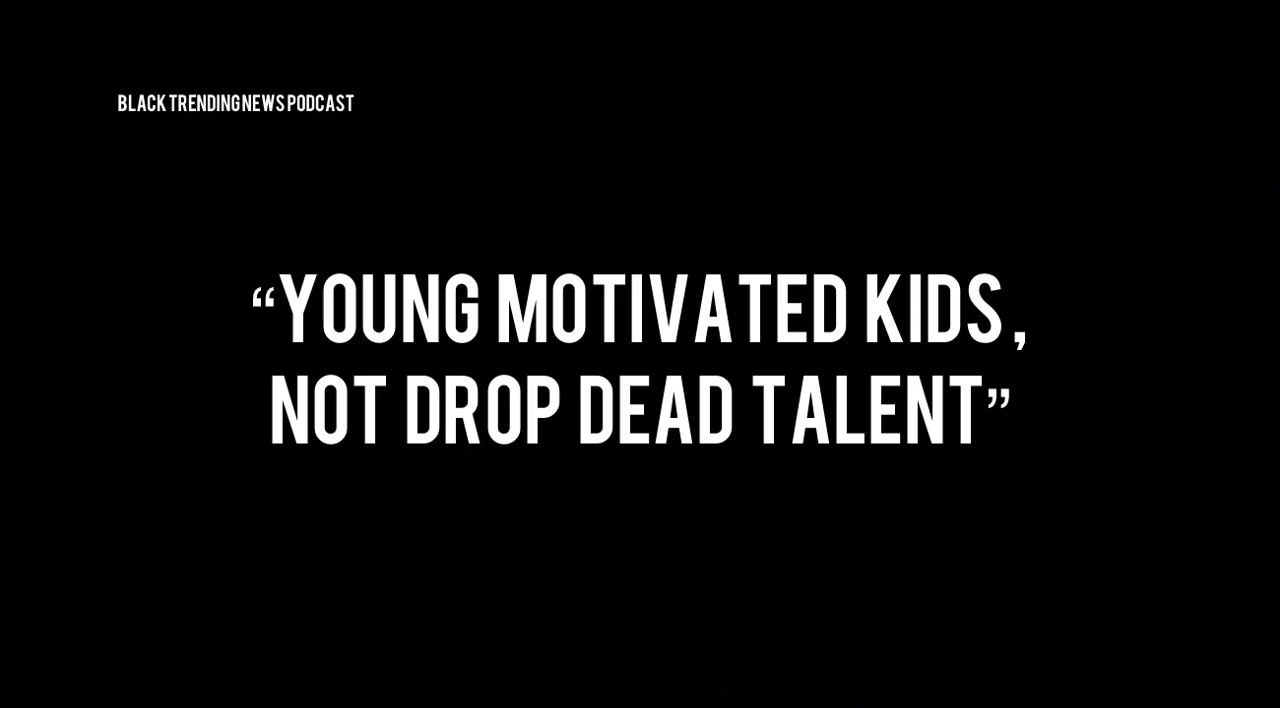 BLACK TRENDING NEWS PODCAST
“YOUNG MOTIVATED KIDS,
NOT DROP DEAD TALENT”